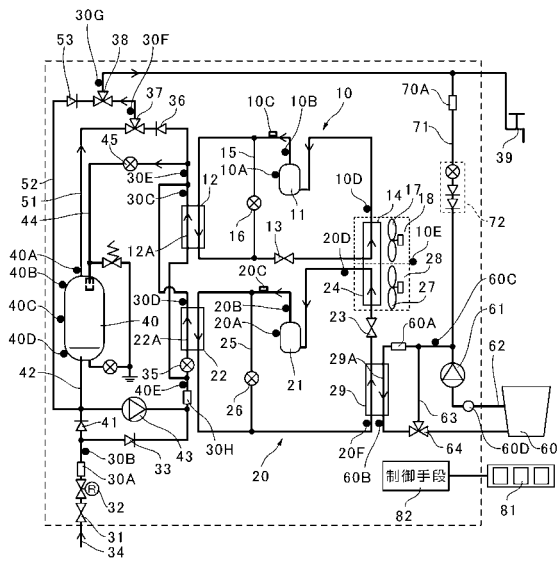 30G
53
38
30F
37
36
10C
10B
10
70A
71
39
45
15
10A
30E
12
30C
11
10D
14
17
18
52
51
44
16
13
12A
20D
10E
72
40A
40B
40C
40D
40
20C
28
60C
30D
20B
20A
24
27
60A
61
23
62
22A
25
21
35
22
26
29A
29
42
40E
63
41
43
30H
20F
60B
64
60D
60
30B
33
20
30A
R
32
制御手段
31
82
81
34